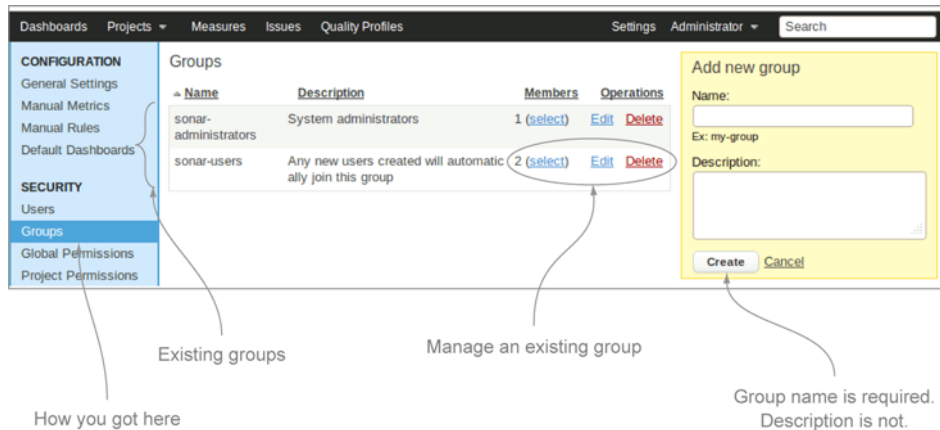 Dashboards Projects Measures Issues Quality Profiles Settings Administrator Search
CONFIGURATION
General Settings
Manual Metrics
Manual Rules
Default Dashboards
SECURITY
Users
Groups
Global Permissions
Project Permissions
Groups
Name Description Members Operations
sonar-
administrators
System administrators
1 (select) Edit Delete
sonar-users
Any new users created will automatic
ally join this group
2 (select) Edit Delete
Add new group
Name:
Ex: my-group
Description:
Create Cancel
Existing groups
Manage an existing group
How you got here
Group name is required.
Description is not.